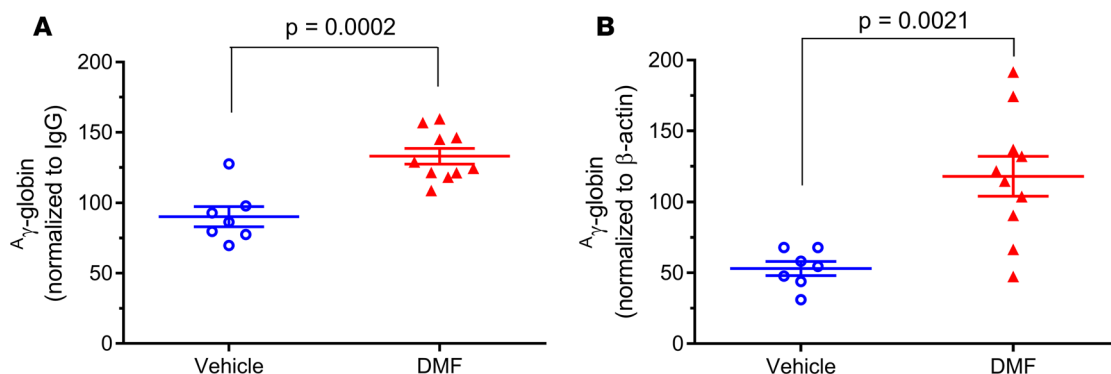 A
p = 0.0002
ᴬγ-globin
(normalized to IgG)
200
150
100
50
0
Vehicle
DMF
B
p = 0.0021
ᴬγ-globin
(normalized to β-actin)
200
150
100
50
0
Vehicle
DMF